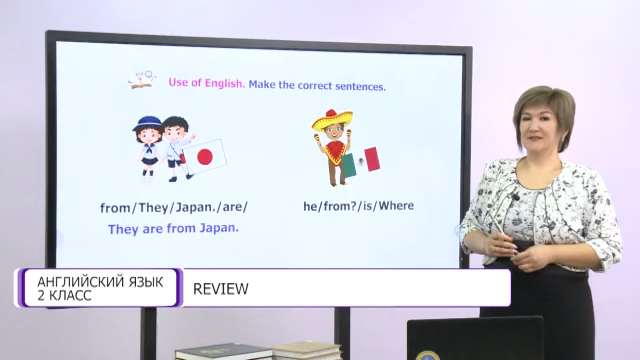 Use of English. Make the correct sentences.
from/They/Japan./are/
he/from?/is/Where
They are from Japan.
АНГЛИЙСКИЙ ЯЗЫК
2 КЛАСС
REVIEW